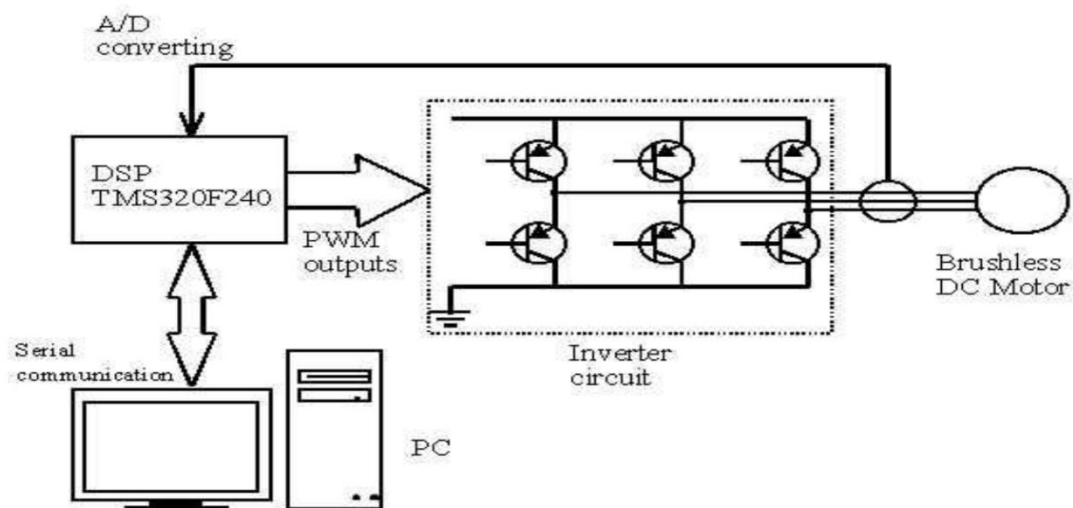 A/D
converting
DSP
TMS320F240
PWM
outputs
Brushless
DC Motor
Inverter
circuit
Serial
communication
PC